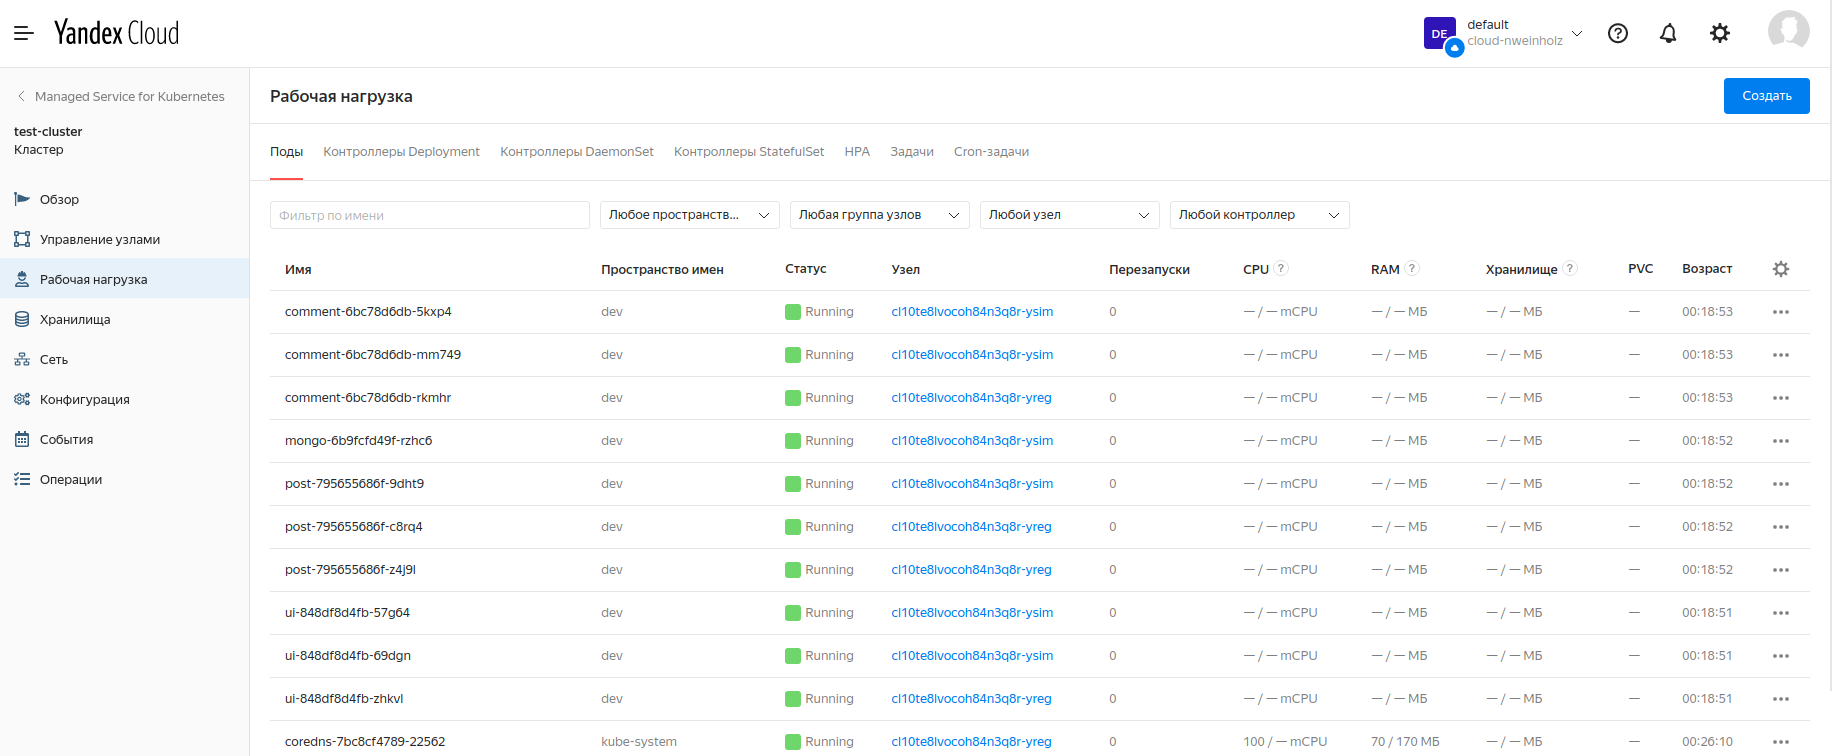 Yandex Cloud
DE
default
cloud-nweinholz
Managed Service for Kubernetes
test-cluster
Кластер
Обзор
Управление узлами
Рабочая нагрузка
Хранилища
Сеть
Конфигурация
События
Операции
Рабочая нагрузка
Создать
Поды Контроллеры Deployment Контроллеры DaemonSet Контроллеры StatefulSet HPA Задачи Cron-задачи
Фильтр по имени Любое пространств... Любая группа узлов Любой узел Любой контроллер
Имя Пространство имен Статус Узел Перезапуски CPU ? RAM ? Хранилище ? PVC Возраст
comment-6bc78d6db-5kxp4 dev Running cl10te8lvocoh84n3q8r-ysim 0 — / — mCPU — / — МБ — / — МБ — 00:18:53
comment-6bc78d6db-mm749 dev Running cl10te8lvocoh84n3q8r-ysim 0 — / — mCPU — / — МБ — / — МБ — 00:18:53
comment-6bc78d6db-rkmhr dev Running cl10te8lvocoh84n3q8r-yreg 0 — / — mCPU — / — МБ — / — МБ — 00:18:53
mongo-6b9fcfd49f-rzhc6 dev Running cl10te8lvocoh84n3q8r-ysim 0 — / — mCPU — / — МБ — / — МБ — 00:18:52
post-795655686f-9dht9 dev Running cl10te8lvocoh84n3q8r-ysim 0 — / — mCPU — / — МБ — / — МБ — 00:18:52
post-795655686f-c8rq4 dev Running cl10te8lvocoh84n3q8r-yreg 0 — / — mCPU — / — МБ — / — МБ — 00:18:52
post-795655686f-z4j9l dev Running cl10te8lvocoh84n3q8r-yreg 0 — / — mCPU — / — МБ — / — МБ — 00:18:52
ui-848df8d4fb-57g64 dev Running cl10te8lvocoh84n3q8r-ysim 0 — / — mCPU — / — МБ — / — МБ — 00:18:51
ui-848df8d4fb-69dgn dev Running cl10te8lvocoh84n3q8r-ysim 0 — / — mCPU — / — МБ — / — МБ — 00:18:51
ui-848df8d4fb-zhkvl dev Running cl10te8lvocoh84n3q8r-yreg 0 — / — mCPU — / — МБ — / — МБ — 00:18:51
coredns-7bc8cf4789-22562 kube-system Running cl10te8lvocoh84n3q8r-yreg 0 100 / — mCPU 70 / 170 МБ — / — МБ — 00:26:10